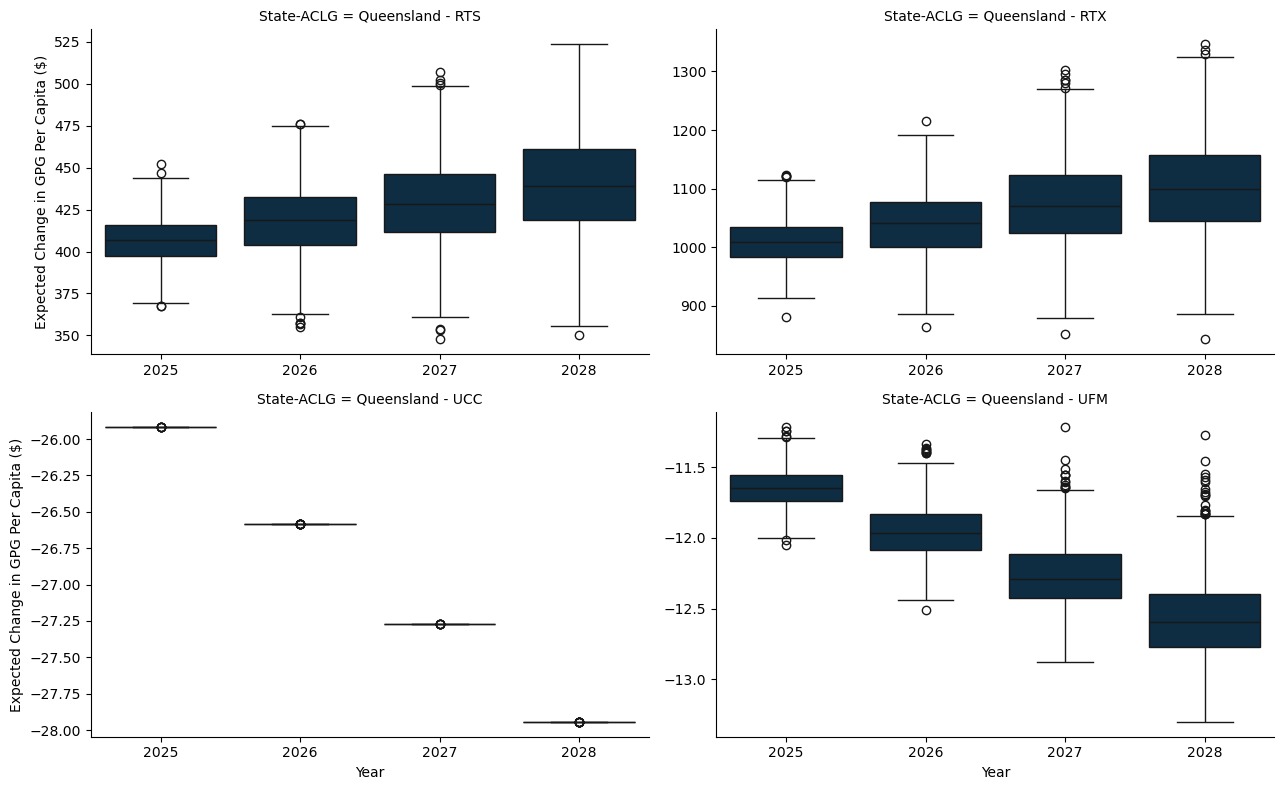 State-ACLG = Queensland - RTS
Expected Change in GPG Per Capita ($)
525
500
475
450
425
400
375
350
2025 2026 2027 2028
State-ACLG = Queensland - RTX
1300
1200
1100
1000
900
2025 2026 2027 2028
State-ACLG = Queensland - UCC
Expected Change in GPG Per Capita ($)
−26.00
−26.25
−26.50
−26.75
−27.00
−27.25
−27.50
−27.75
−28.00
2025 2026 2027 2028
Year
State-ACLG = Queensland - UFM
−11.5
−12.0
−12.5
−13.0
2025 2026 2027 2028
Year